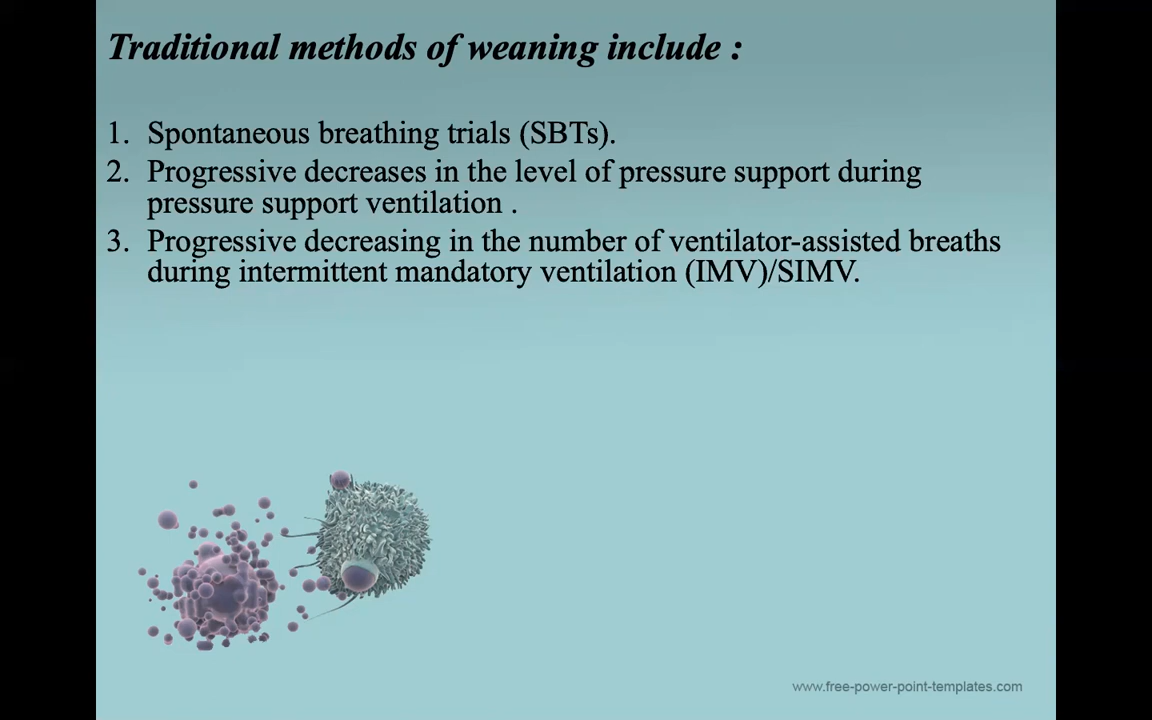 Traditional methods of weaning include :
1. Spontaneous breathing trials (SBTs).
2. Progressive decreases in the level of pressure support during
pressure support ventilation .
3. Progressive decreasing in the number of ventilator-assisted breaths
during intermittent mandatory ventilation (IMV)/SIMV.
www.free-power-point-templates.com